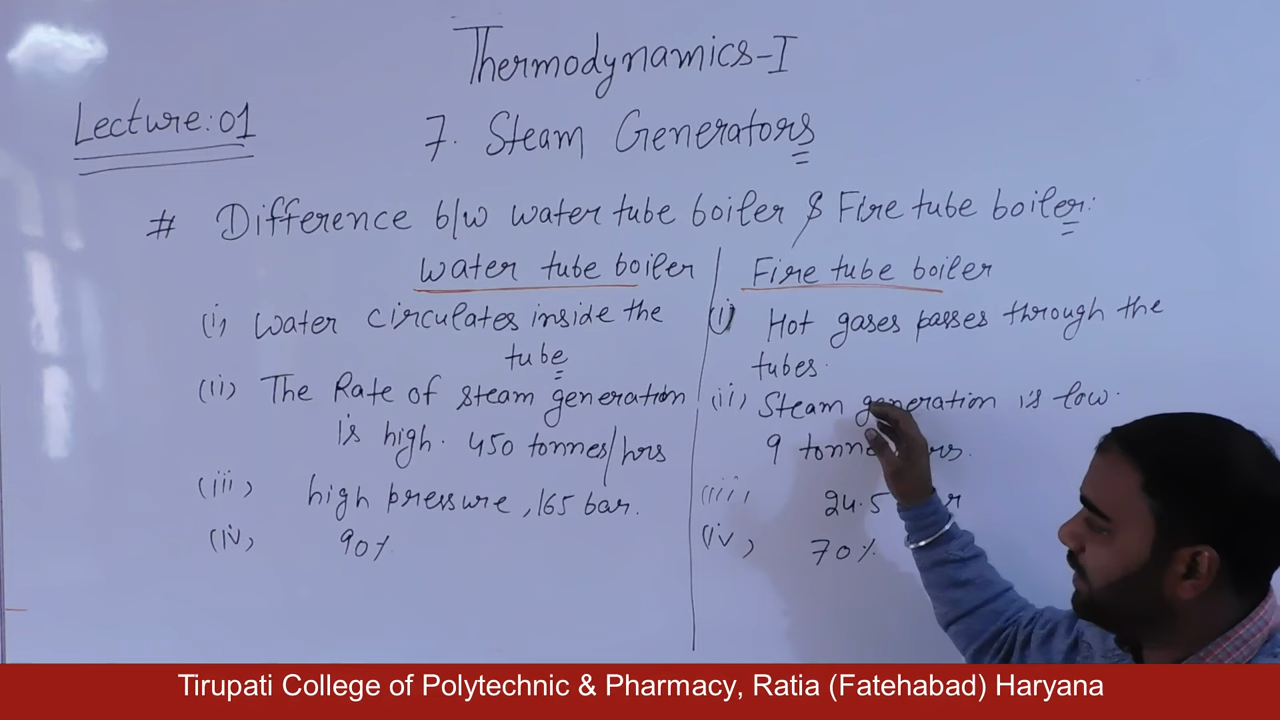 Thermodynamics-I
Lecture:01
7. Steam Generators
# Difference b/w water tube boiler & Fire tube boiler:
water tube boiler
(i) water circulates inside the
tube
(ii) The Rate of steam generation
is high. 450 tonnes/hrs
(iii) high pressure, 165 bar.
(iv) 90%
Fire tube boiler
(i) Hot gases passes through the
tubes.
(ii) Steam generation is low.
9
(iii) 24.5
(iv) 70%
Tirupati College of Polytechnic & Pharmacy, Ratia (Fatehabad) Haryana